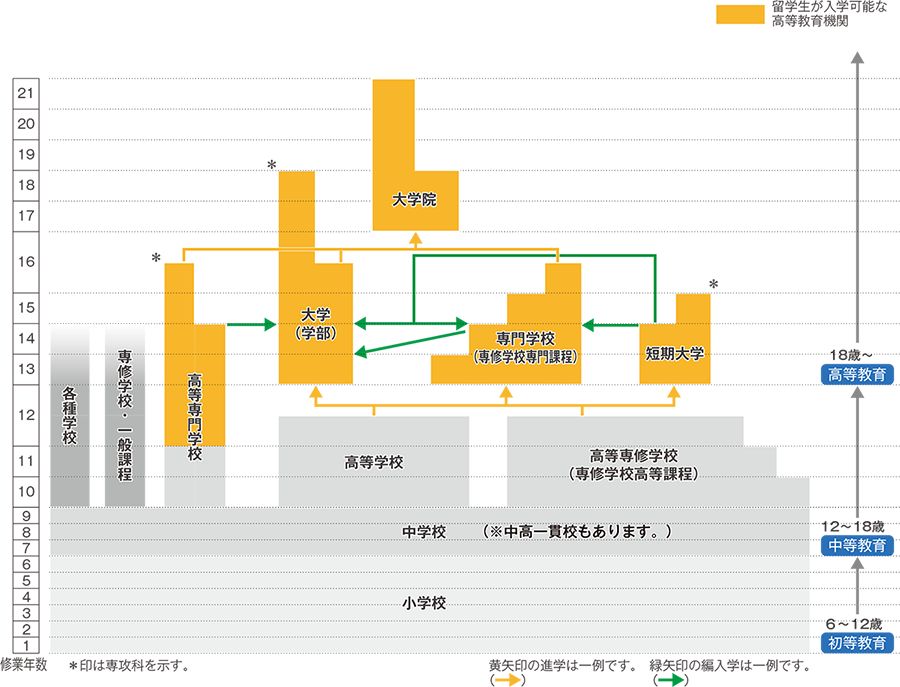 留学生が入学可能な
高等教育機関
21
20
19
18
17
16
15
14
13
12
11
10
9
8
7
6
5
4
3
2
1
修業年数
*
大学院
*
*
大学
(学部)
専門学校
(専修学校専門課程)
短期大学
18歳~
高等教育
各種学校
専修学校・一般課程
高等専門学校
高等学校
高等専修学校
(専修学校高等課程)
12~18歳
中等教育
中学校 (※中高一貫校もあります。)
小学校
6~12歳
初等教育
*印は専攻科を示す。
黄矢印の進学は一例です。
(→)
緑矢印の編入学は一例です。
(→)
*